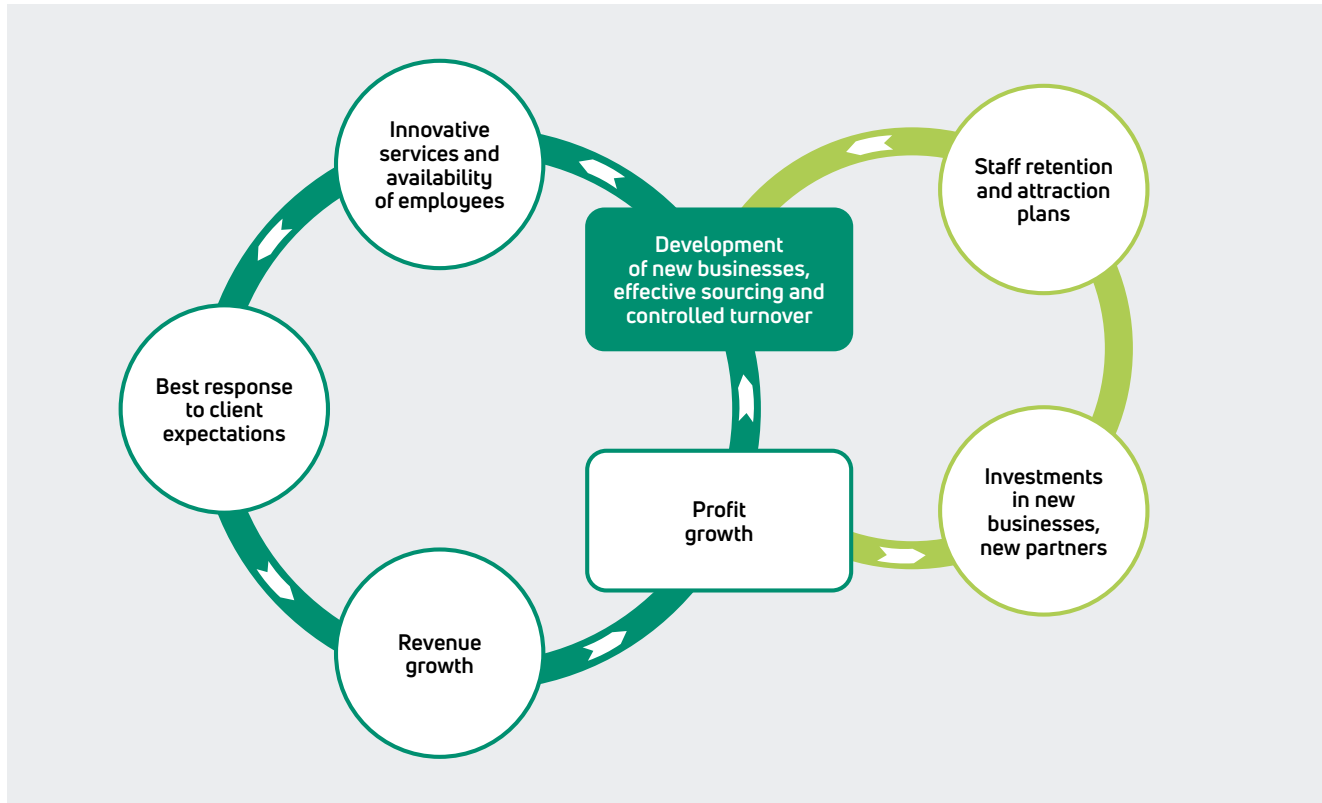 Innovative
services and
availability
of employees
Staff retention
and attraction
plans
Development
of new businesses,
effective sourcing and
controlled turnover
Best response
to client
expectations
Profit
growth
Investments
in new
businesses,
new partners
Revenue
growth